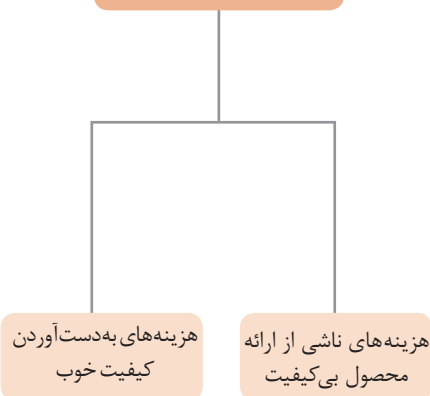 هزینه‌های ناشی از ارائه
محصول بی‌کیفیت
هزینه‌های به‌دست‌آوردن
کیفیت خوب